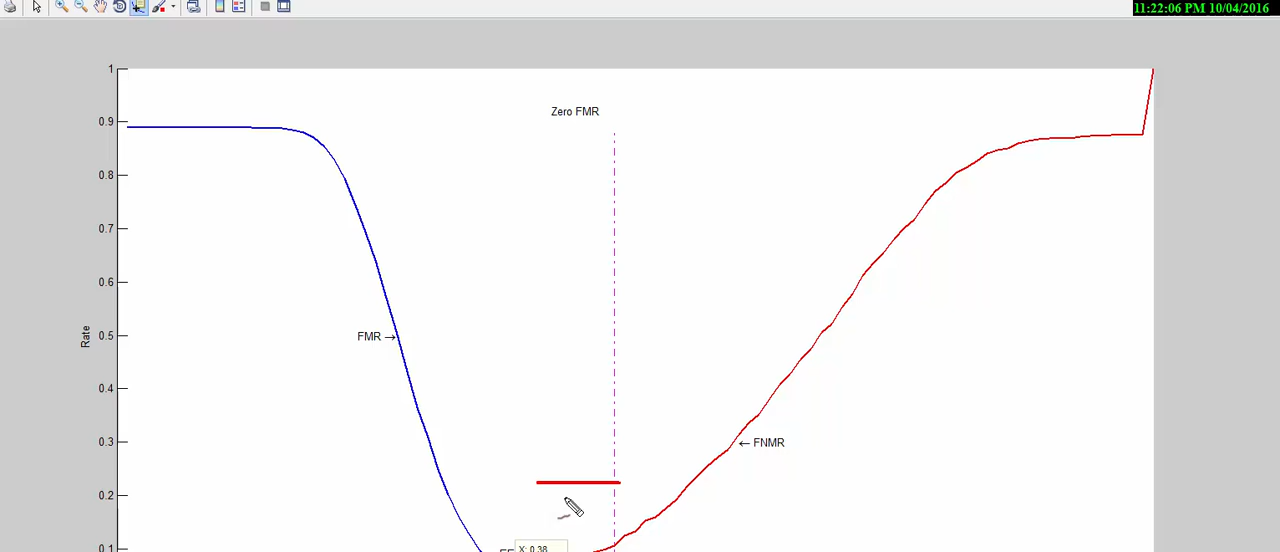 11:22:06 PM 10/04/2016
1
Zero FMR
0.9
0.8
0.7
0.6
Rate
0.5
FMR →
0.4
0.3
← FNMR
0.2
0.1
X: 0.38